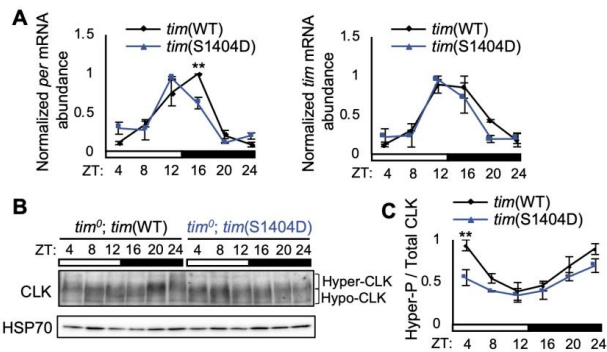 A
tim(WT)
tim(S1404D)
Normalized per mRNA
abundance
1.5
1
0.5
0
**
ZT: 4 8 12 16 20 24
tim(WT)
tim(S1404D)
Normalized tim mRNA
abundance
1.5
1
0.5
0
ZT: 4 8 12 16 20 24
B
tim⁰; tim(WT) tim⁰; tim(S1404D)
ZT: 4 8 12 16 20 24 4 8 12 16 20 24
CLK
Hyper-CLK
Hypo-CLK
HSP70
C
tim(WT)
tim(S1404D)
Hyper-P / Total CLK
**
1
0.5
0
ZT: 4 8 12 16 20 24